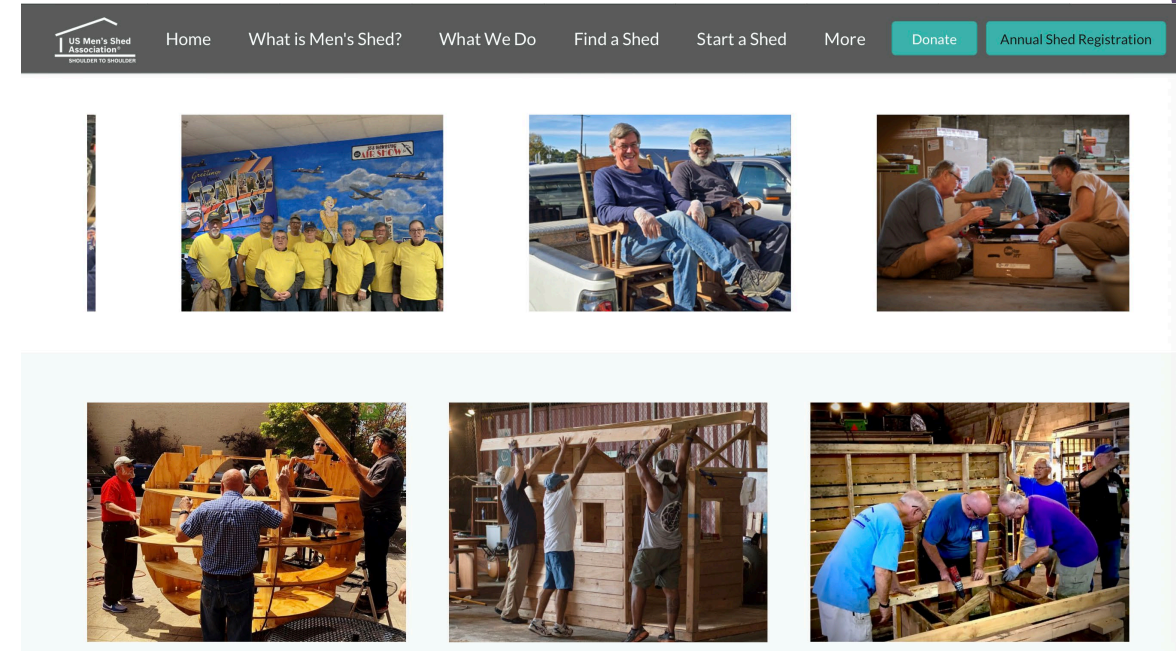 US Men's Shed
Association®
SHOULDER TO SHOULDER
Home
What is Men's Shed?
What We Do
Find a Shed
Start a Shed
More
Donate
Annual Shed Registration
Greetings
TRAVERSE
CITY
AIR SHOW